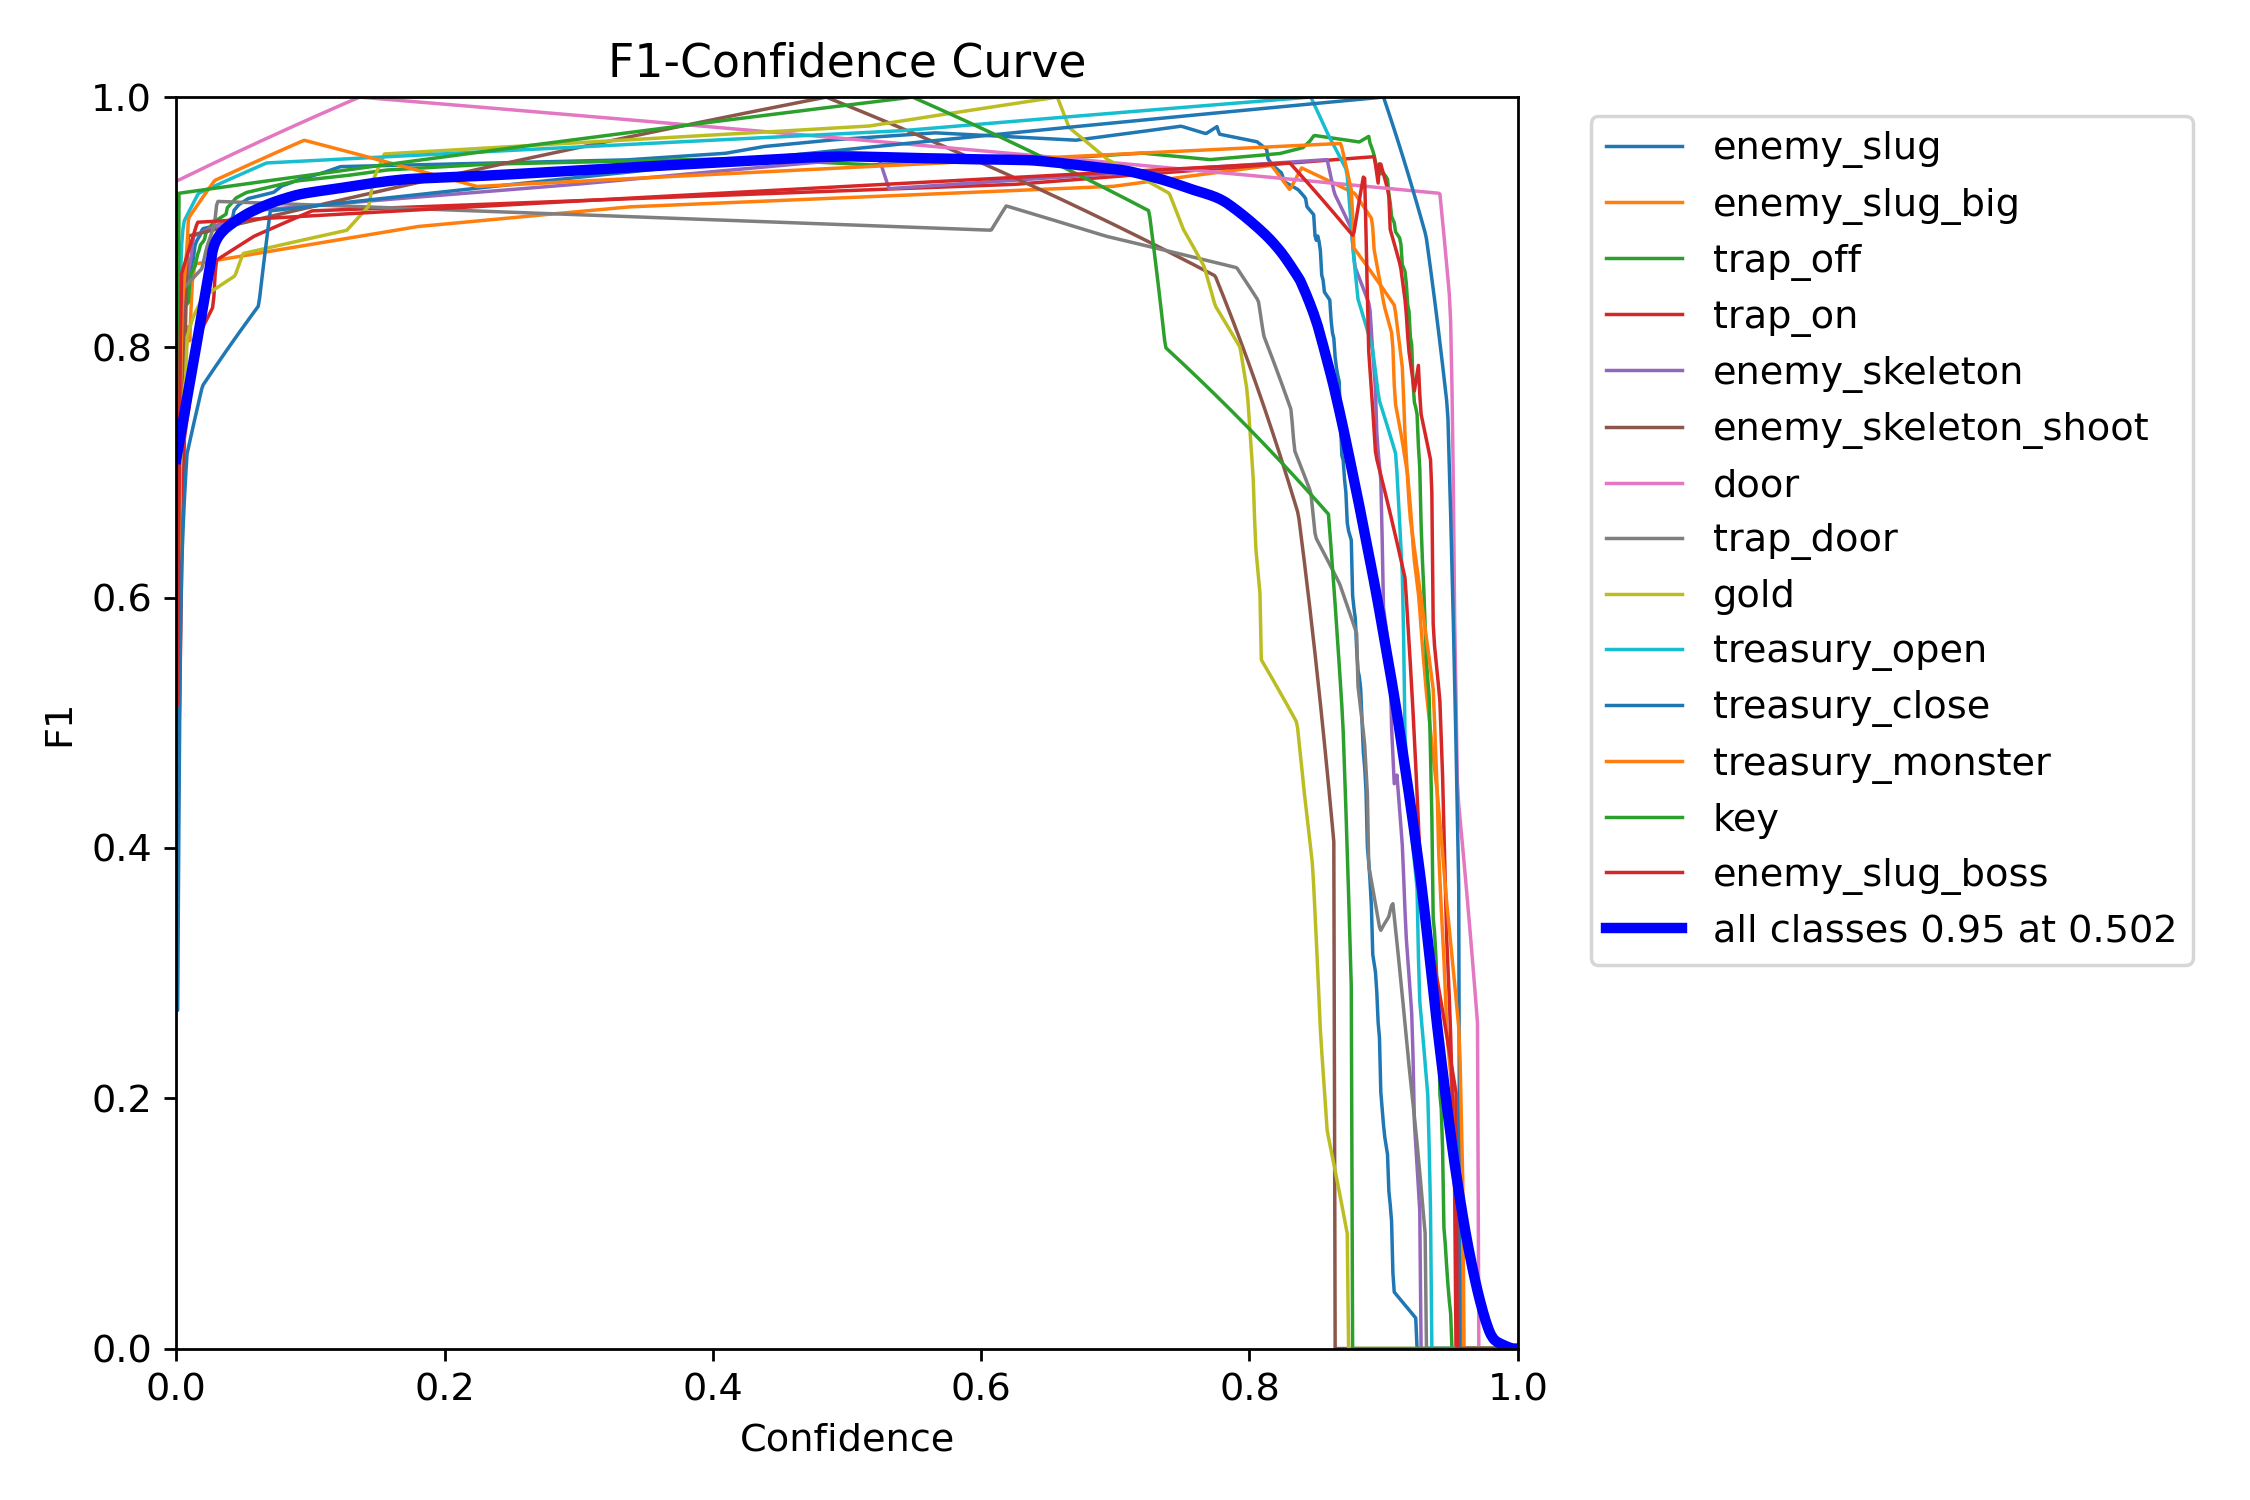 F1-Confidence Curve
1.0
0.8
0.6
0.4
0.2
0.0
F1
0.0 0.2 0.4 0.6 0.8 1.0
Confidence
enemy_slug
enemy_slug_big
trap_off
trap_on
enemy_skeleton
enemy_skeleton_shoot
door
trap_door
gold
treasury_open
treasury_close
treasury_monster
key
enemy_slug_boss
all classes 0.95 at 0.502